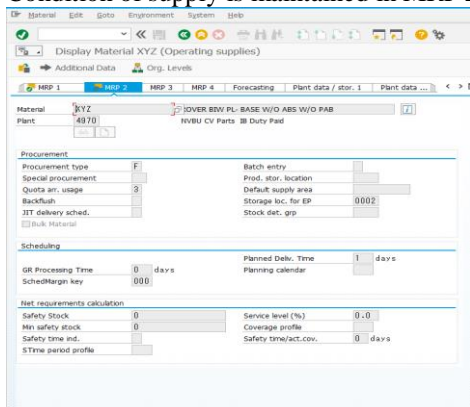 Condition of supply is maintained in MRP
Material Edit Goto Environment System Help
Display Material XYZ (Operating supplies)
Additional Data Org. Levels
MRP 1 MRP 2 MRP 3 MRP 4 Forecasting Plant data / stor. 1 Plant data ...
Material XYZ COVER BIW PL- BASE W/O ABS W/O PAB
Plant 4970 NVBU CV Parts III Duty Paid
Procurement
Procurement type F Batch entry
Special procurement Prod. stor. location
Quota arr. usage 3 Default supply area
Backflush Storage loc. for EP 0002
JIT delivery sched. Stock det. grp
Bulk Material
Scheduling
Planned Deliv. Time 1 days
GR Processing Time 0 days Planning calendar
SchedMargin key 000
Net requirements calculation
Safety Stock 0 Service level (%) 0.0
Min safety stock 0 Coverage profile
Safety time ind. Safety time/act.cov. 0 days
STime period profile